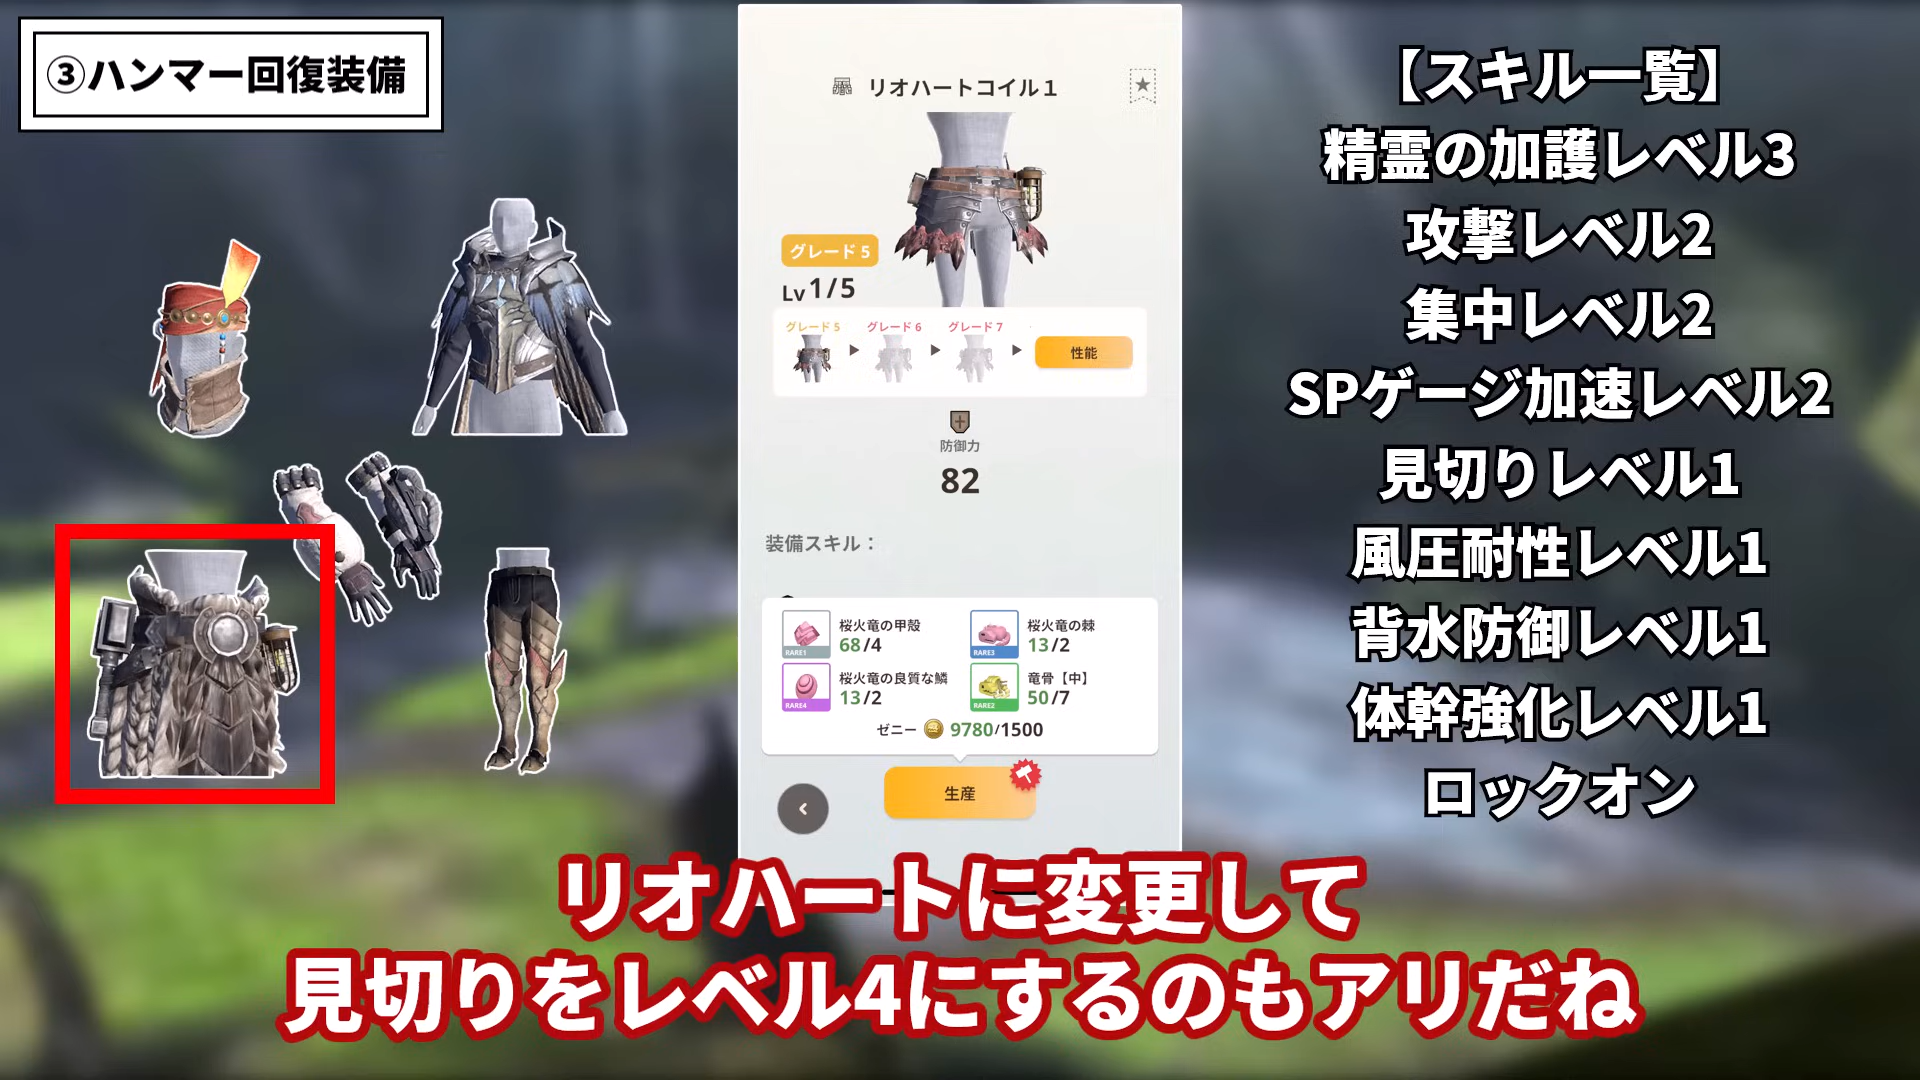 ③ハンマー回復装備
リオハートコイル1
グレード 5
Lv 1/5
グレード 5
グレード 6
グレード 7
性能
防御力
82
装備スキル：
桜火竜の甲殻
68/4
RARE1
桜火竜の棘
13/2
RARE3
桜火竜の良質な鱗
13/2
RARE4
竜骨【中】
50/7
RARE2
ゼニー 9780/1500
生産
【スキル一覧】
精霊の加護レベル3
攻撃レベル2
集中レベル2
SPゲージ加速レベル2
見切りレベル1
風圧耐性レベル1
背水防御レベル1
体幹強化レベル1
ロックオン
リオハートに変更して
見切りをレベル4にするのもアリだね